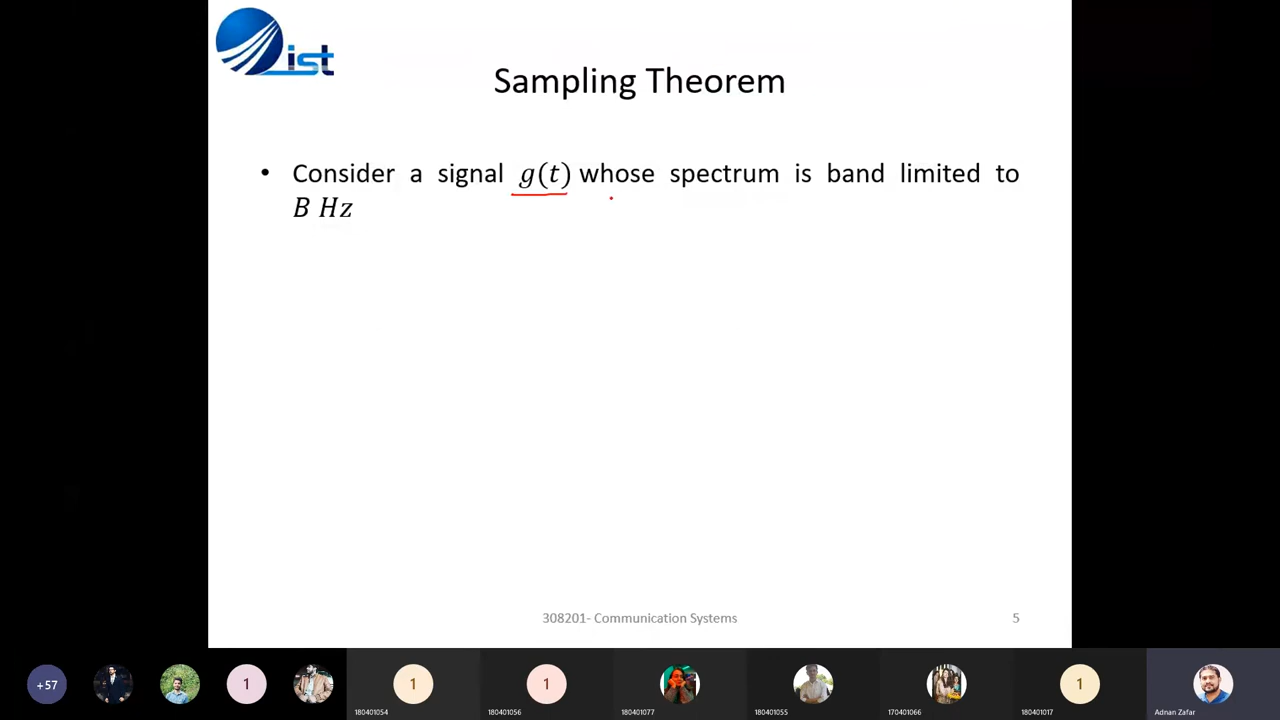 ist
Sampling Theorem
• Consider a signal g(t) whose spectrum is band limited to
B Hz
308201- Communication Systems
5
+57
1
1
1
1
180401054
180401056
180401077
180401055
170401066
180401017
Adnan Zafar